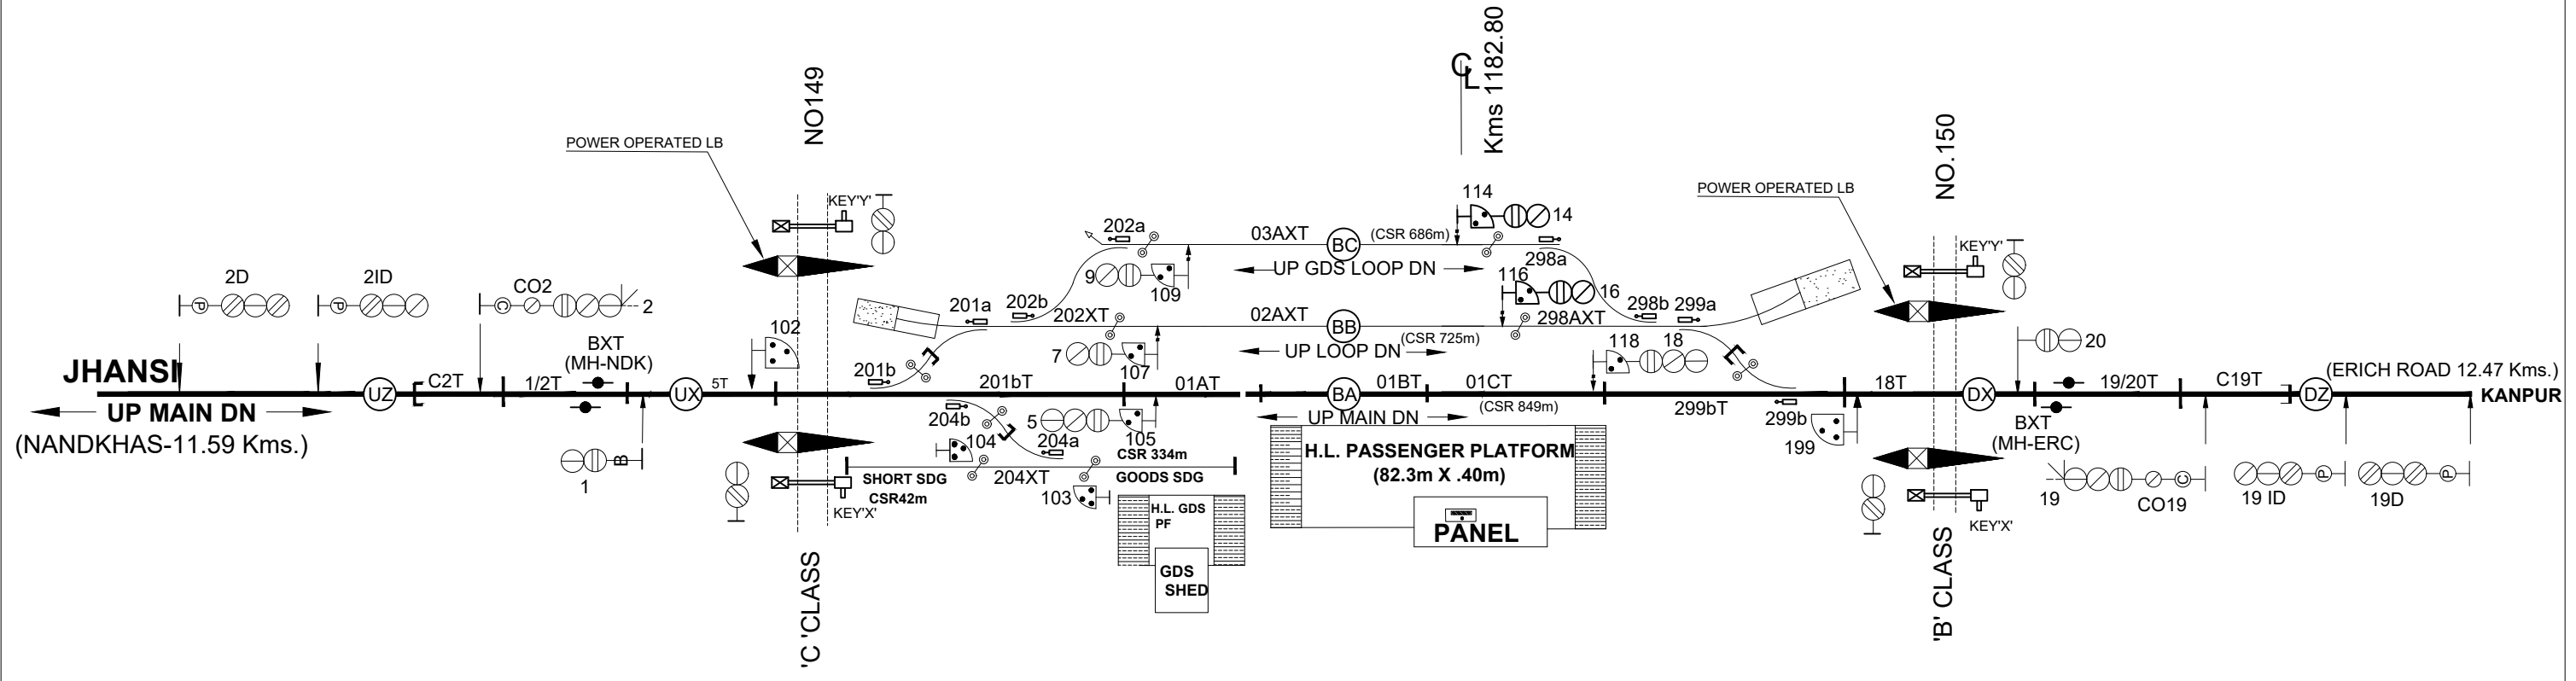 CL
Kms 1182.80
NO149
NO.150
POWER OPERATED LB
POWER OPERATED LB
KEY'Y'
KEY'Y'
114
14
202a
03AXT
BC
(CSR 686m)
298a
UP GDS LOOP DN
9
109
116
16
2D
2ID
CO2
P
P
C
2
201a
202b
202XT
02AXT
BB
(CSR 725m)
298AXT
298b
299a
UP LOOP DN
7
107
118
18
102
20
BXT
(MH-NDK)
201b
JHANSI
UZ
C2T
1/2T
UX
5T
201bT
01AT
BA
01BT
01CT
(CSR 849m)
299bT
18T
DX
19/20T
C19T
DZ
(ERICH ROAD 12.47 Kms.)
KANPUR
UP MAIN DN
UP MAIN DN
(NANDKHAS-11.59 Kms.)
204b
104
204a
5
105
CSR 334m
299b
199
BXT
(MH-ERC)
1
B
SHORT SDG
CSR42m
204XT
GOODS SDG
103
H.L. PASSENGER PLATFORM
(82.3m X .40m)
PANEL
H.L. GDS
PF
GDS
SHED
KEY'X'
KEY'X'
19
CO19
C
19 ID
P
19D
P
'C 'CLASS
'B' CLASS